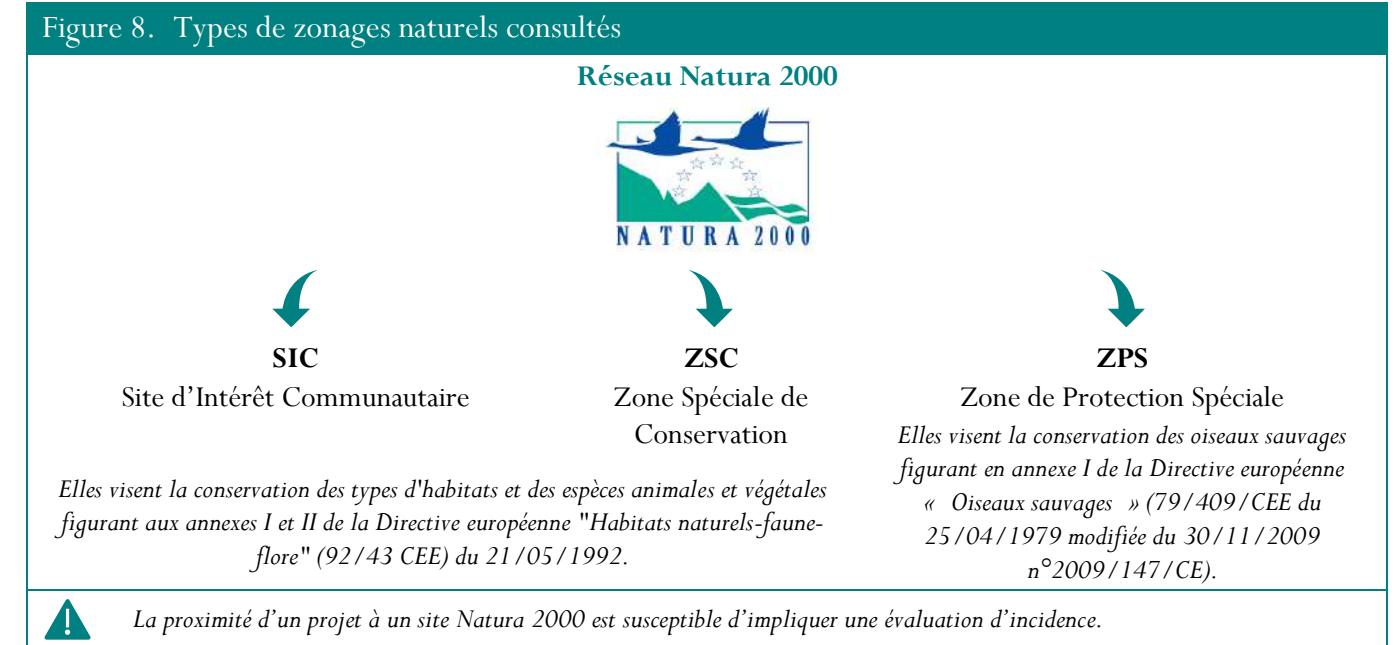 Figure 8. Types de zonages naturels consultés
Réseau Natura 2000
NATURA 2000
SIC
Site d'Intérêt Communautaire
ZSC
Zone Spéciale de
Conservation
Elles visent la conservation des types d'habitats et des espèces animales et végétales
figurant aux annexes I et II de la Directive européenne "Habitats naturels-faune-
flore" (92/43 CEE) du 21/05/1992.
ZPS
Zone de Protection Spéciale
Elles visent la conservation des oiseaux sauvages
figurant en annexe I de la Directive européenne
« Oiseaux sauvages » (79/409/CEE du
25/04/1979 modifiée du 30/11/2009
n°2009/147/CE).
La proximité d'un projet à un site Natura 2000 est susceptible d'impliquer une évaluation d'incidence.